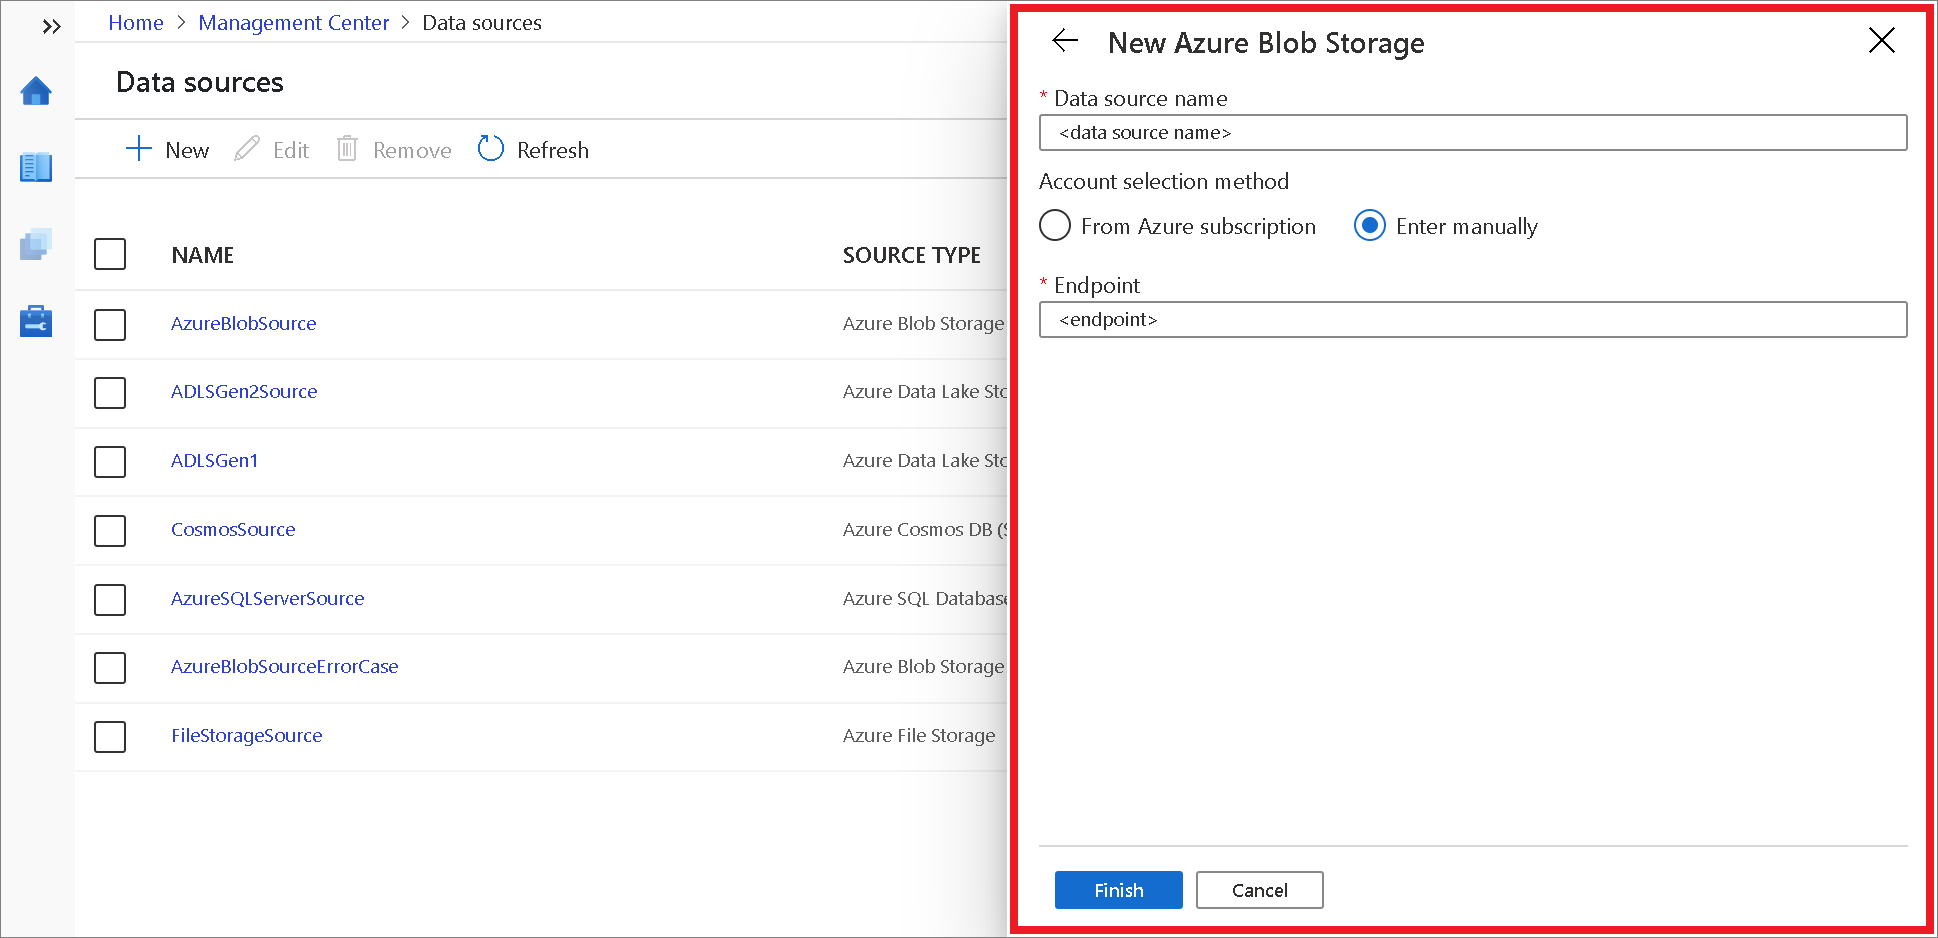 Home > Management Center > Data sources
Data sources
New Edit Remove Refresh
NAME SOURCE TYPE
AzureBlobSource Azure Blob Storage
ADLSGen2Source Azure Data Lake Sto
ADLSGen1 Azure Data Lake Sto
CosmosSource Azure Cosmos DB (S
AzureSQLServerSource Azure SQL Database
AzureBlobSourceErrorCase Azure Blob Storage
FileStorageSource Azure File Storage
New Azure Blob Storage
* Data source name
<data source name>
Account selection method
From Azure subscription Enter manually
* Endpoint
<endpoint>
Finish Cancel